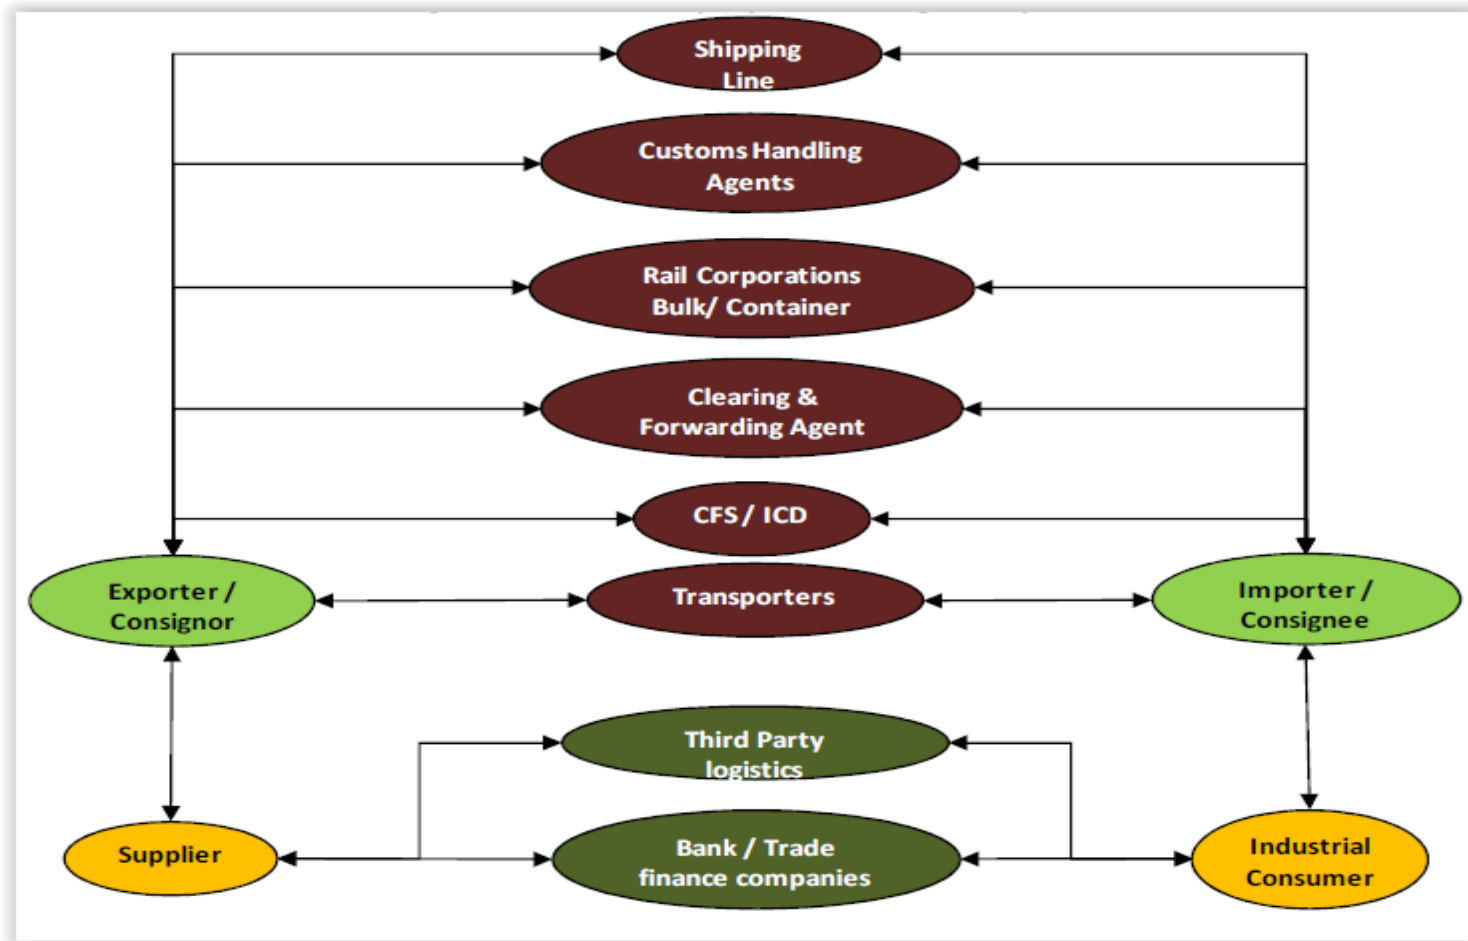 Shipping
Line
Customs Handling
Agents
Rail Corporations
Bulk/ Container
Clearing &
Forwarding Agent
CFS / ICD
Exporter /
Consignor
Transporters
Importer /
Consignee
Third Party
logistics
Supplier
Bank / Trade
finance companies
Industrial
Consumer